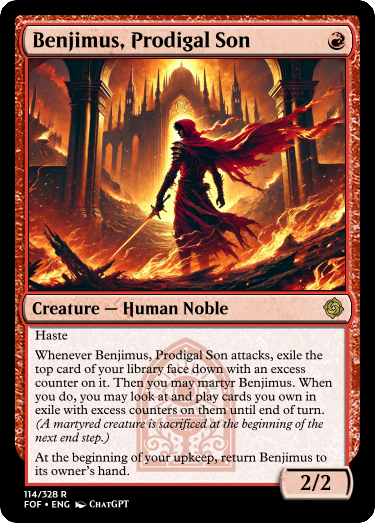 Benjimus, Prodigal Son
Creature — Human Noble
Haste
Whenever Benjimus, Prodigal Son attacks, exile the
top card of your library face down with an excess
counter on it. Then you may martyr Benjimus. When
you do, you may look at and play cards you own in
exile with excess counters on them until end of turn.
(A martyred creature is sacrificed at the beginning of the
next end step.)
At the beginning of your upkeep, return Benjimus to
its owner's hand.
2/2
114/328 R
FOF • ENG ChatGPT